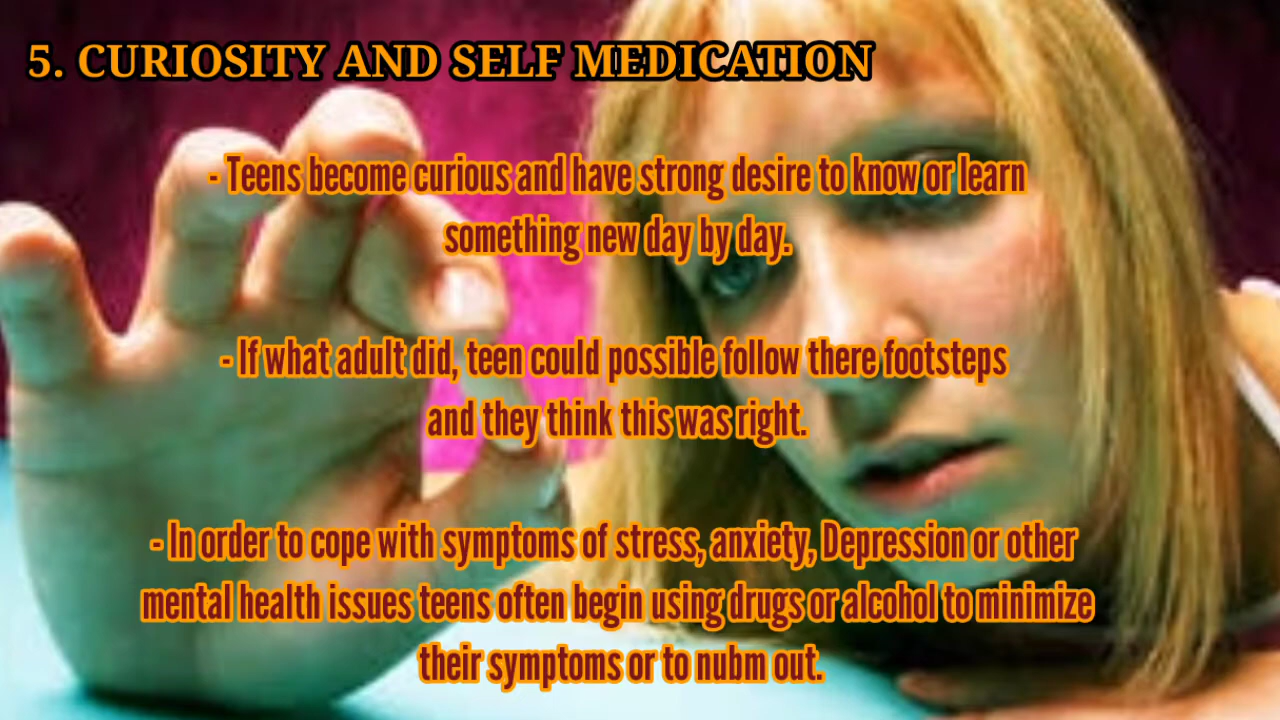 5. CURIOSITY AND SELF MEDICATION
- Teens become curious and have strong desire to know or learn
something new day by day.
- If what adult did, teen could possible follow there footsteps
and they think this was right.
- In order to cope with symptoms of stress, anxiety, Depression or other
mental health issues teens often begin using drugs or alcohol to minimize
their symptoms or to nubm out.